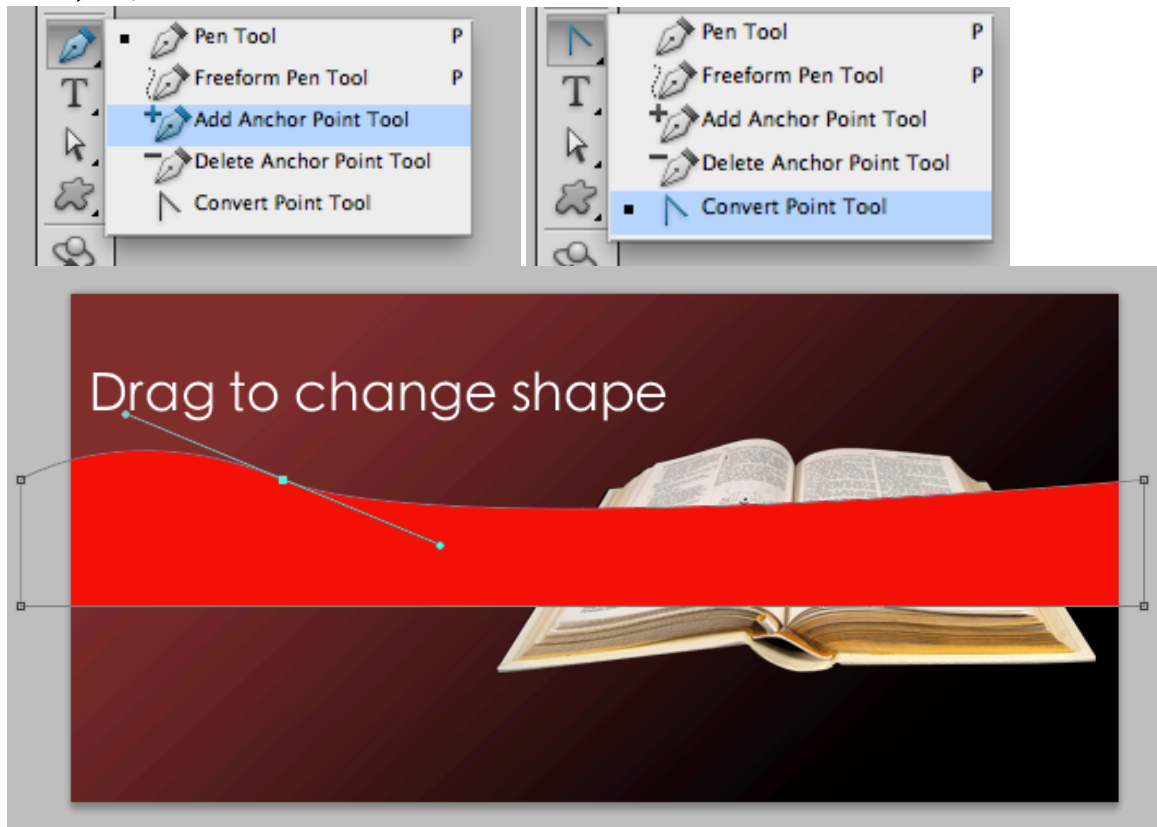 Pen Tool P
Freeform Pen Tool P
Add Anchor Point Tool
Delete Anchor Point Tool
Convert Point Tool
T
Pen Tool P
Freeform Pen Tool P
Add Anchor Point Tool
Delete Anchor Point Tool
Convert Point Tool
T
Drag to change shape